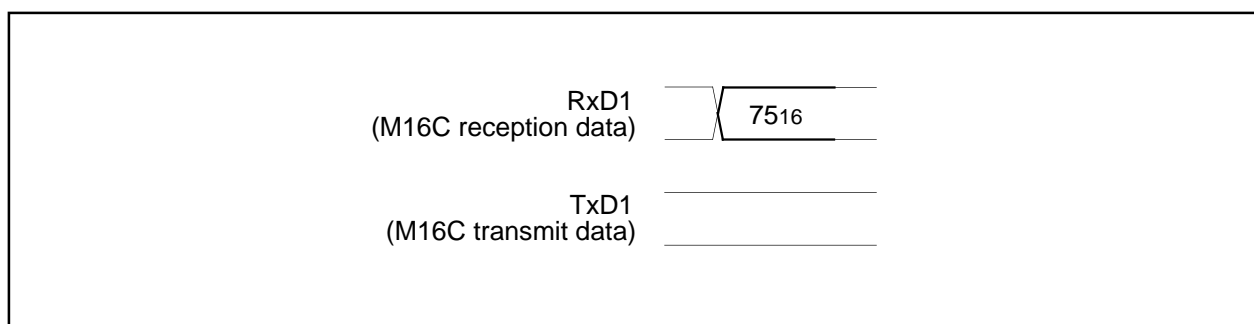 RxD1
(M16C reception data)
7516
TxD1
(M16C transmit data)